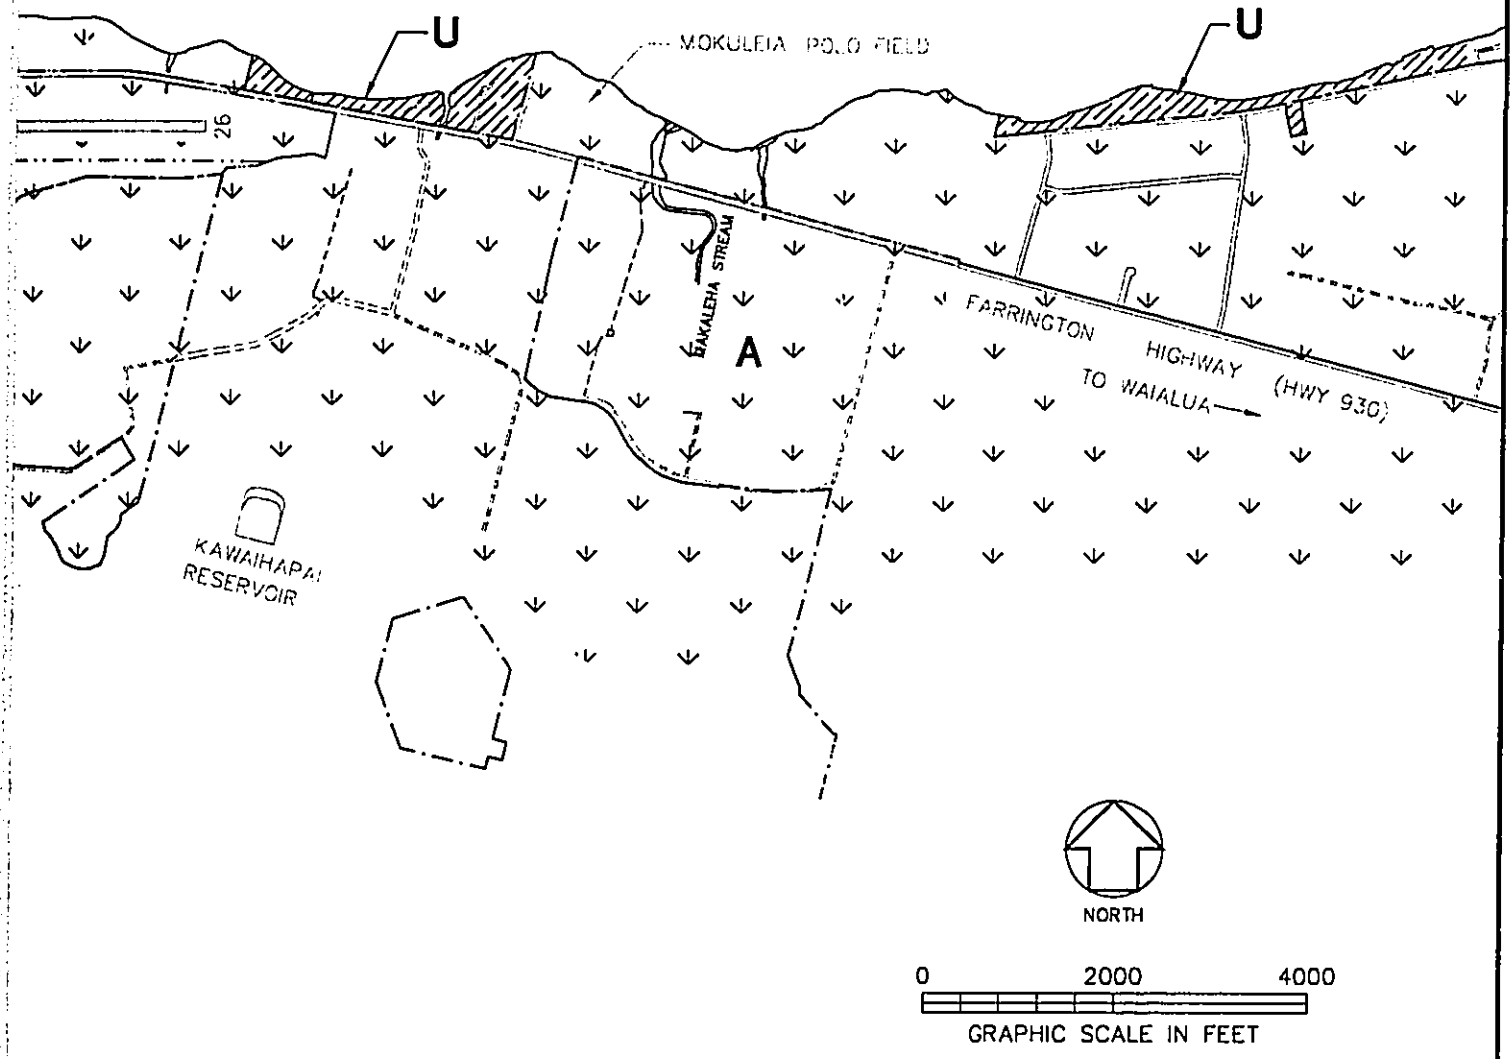 U
U
MOKULEIA POLO FIELD
26
MAKALEHA STREAM
A
FARRINGTON HIGHWAY (HWY 930)
TO WAIALUA
KAWAIHAPAI
RESERVOIR
NORTH
0 2000 4000
GRAPHIC SCALE IN FEET